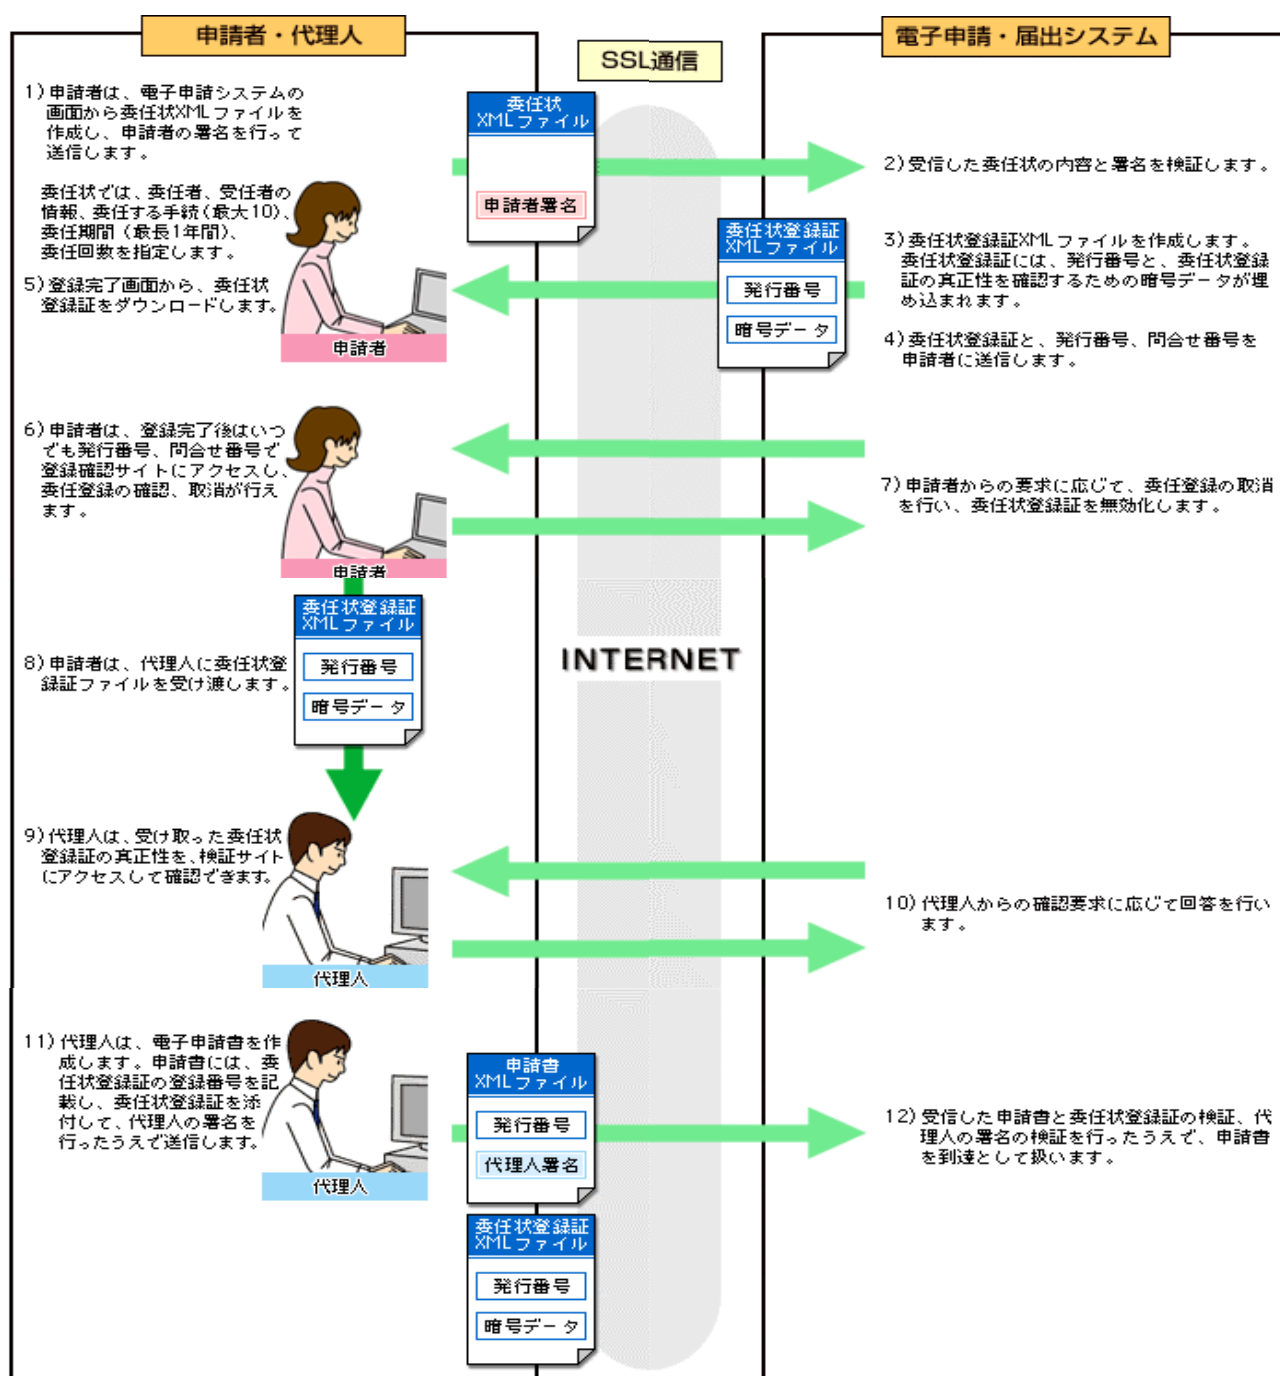 申請者・代理人
SSL通信
電子申請・届出システム
1)申請者は、電子申請システムの
画面から委任状XMLファイルを
作成し、申請者の署名を行って
送信します。
委任状では、委任者、受任者の
情報、委任する手続(最大10)、
委任期間(最長1年間)、
委任回数を指定します。
委任状
XMLファイル
申請者署名
2)受信した委任状の内容と署名を検証します。
委任状登録証
XMLファイル
発行番号
暗号データ
3)委任状登録証XMLファイルを作成します。
委任状登録証には、発行番号と、委任状登録
証の真正性を確認するための暗号データが埋
め込まれます。
4)委任状登録証と、発行番号、問合せ番号を
申請者に送信します。
5)登録完了画面から、委任状
登録証をダウンロードします。
申請者
6)申請者は、登録完了後はいつ
でも発行番号、問合せ番号で
登録確認サイトにアクセスし、
委任登録の確認、取消が行え
ます。
申請者
7)申請者からの要求に応じて、委任登録の取消
を行い、委任状登録証を無効化します。
委任状登録証
XMLファイル
発行番号
暗号データ
8)申請者は、代理人に委任状登
録証ファイルを受け渡します。
INTERNET
9)代理人は、受け取った委任状
登録証の真正性を、検証サイト
にアクセスして確認できます。
代理人
10)代理人からの確認要求に応じて回答を行い
ます。
11)代理人は、電子申請書を作
成します。申請書には、委
任状登録証の登録番号を記
載し、委任状登録証を添
付して、代理人の署名を
行ったうえで送信します。
代理人
申請書
XMLファイル
発行番号
代理人署名
委任状登録証
XMLファイル
発行番号
暗号データ
12)受信した申請書と委任状登録証の検証、代
理人の署名の検証を行ったうえで、申請書
を到達として扱います。